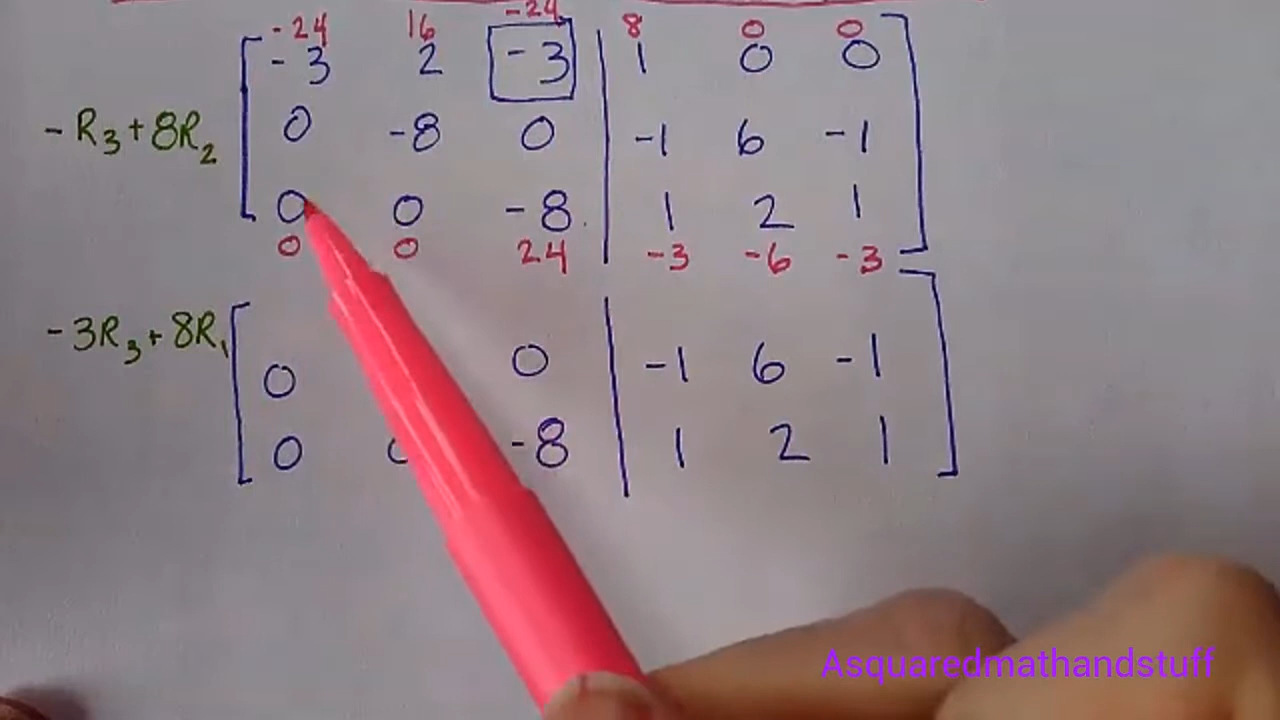 -24 16 -24 8 0 0
-3 2 -3 1 0 0
-R₃+8R₂ 0 -8 0 -1 6 -1
0 0 -8 1 2 1
0 0 24 -3 -6 -3
-3R₃+8R₁
0 0 -1 6 -1
0 -8 1 2 1
Asquaredmathandstuff